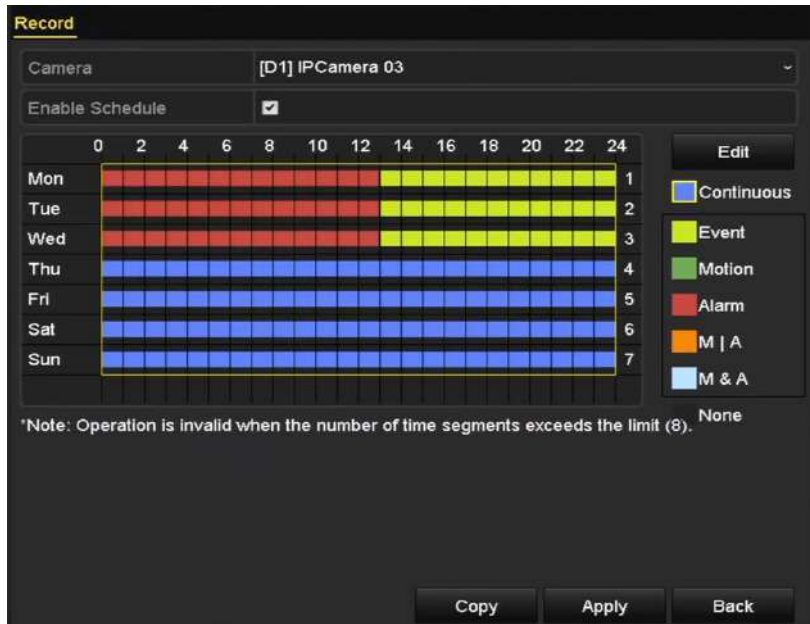 Record
Camera [D1] IPCamera 03
Enable Schedule
0 2 4 6 8 10 12 14 16 18 20 22 24
Edit
Mon 1
Continuous
Tue 2
Wed 3
Event
Thu 4
Motion
Fri 5
Alarm
Sat 6
M | A
Sun 7
M & A
None
*Note: Operation is invalid when the number of time segments exceeds the limit (8).
Copy Apply Back